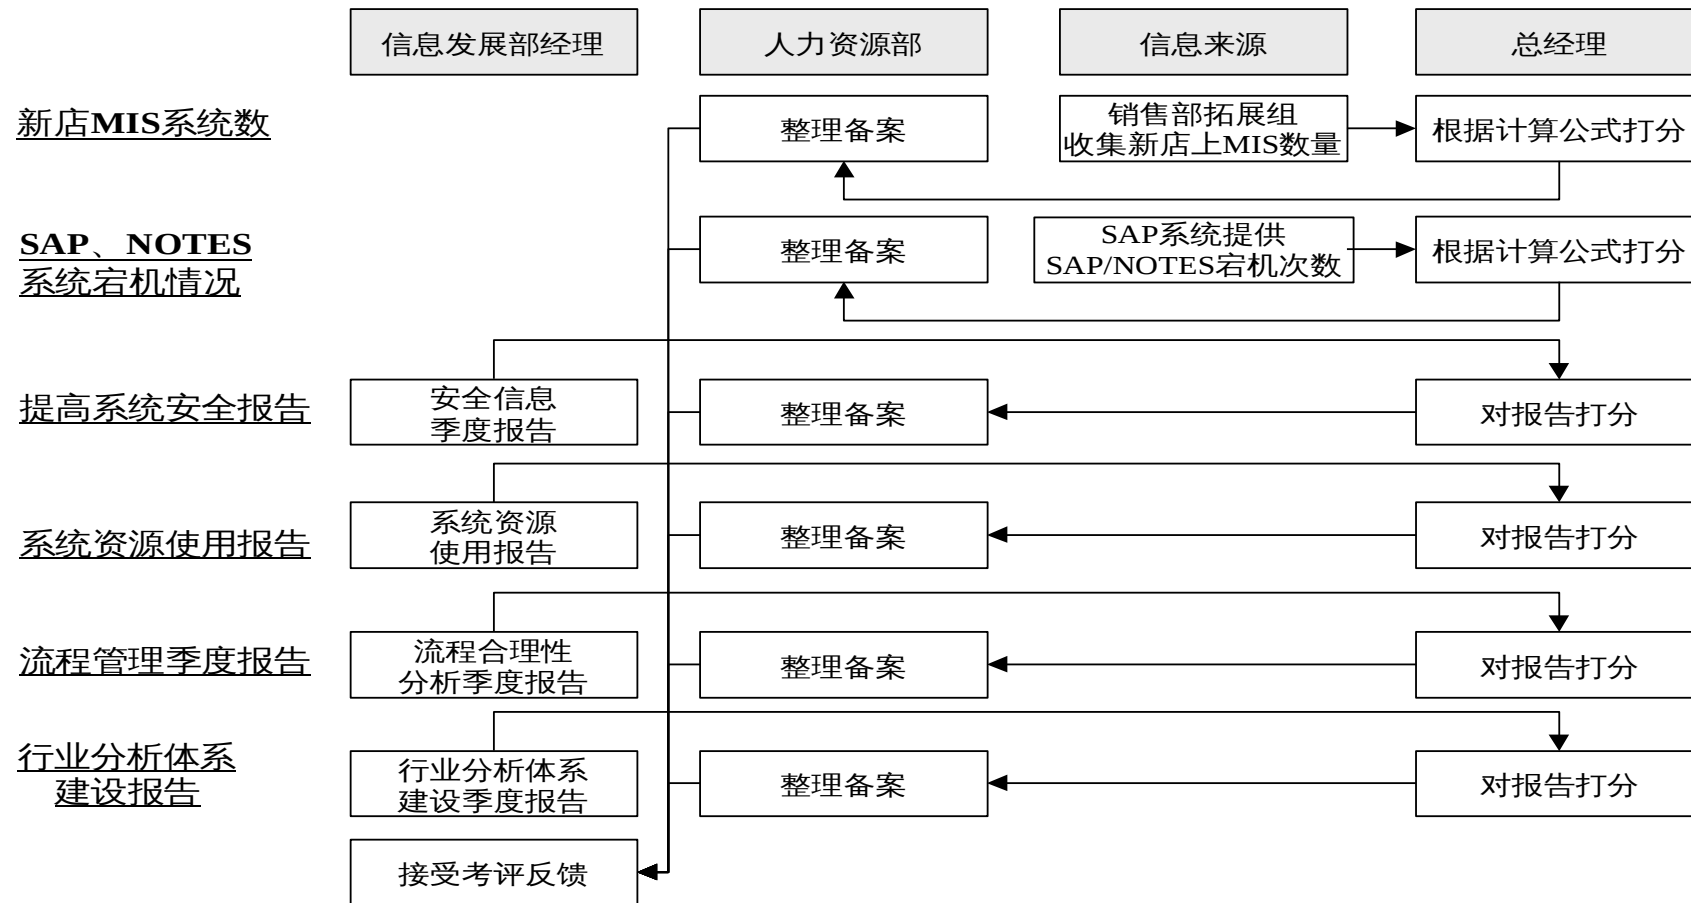 信息发展部经理
人力资源部
信息来源
总经理
新店MIS系统数
整理备案
销售部拓展组
收集新店上MIS数量
根据计算公式打分
SAP、NOTES
系统宕机情况
整理备案
SAP系统提供
SAP/NOTES宕机次数
根据计算公式打分
提高系统安全报告
安全信息
季度报告
整理备案
对报告打分
系统资源使用报告
系统资源
使用报告
整理备案
对报告打分
流程管理季度报告
流程合理性
分析季度报告
整理备案
对报告打分
行业分析体系
建设报告
行业分析体系
建设季度报告
整理备案
对报告打分
接受考评反馈